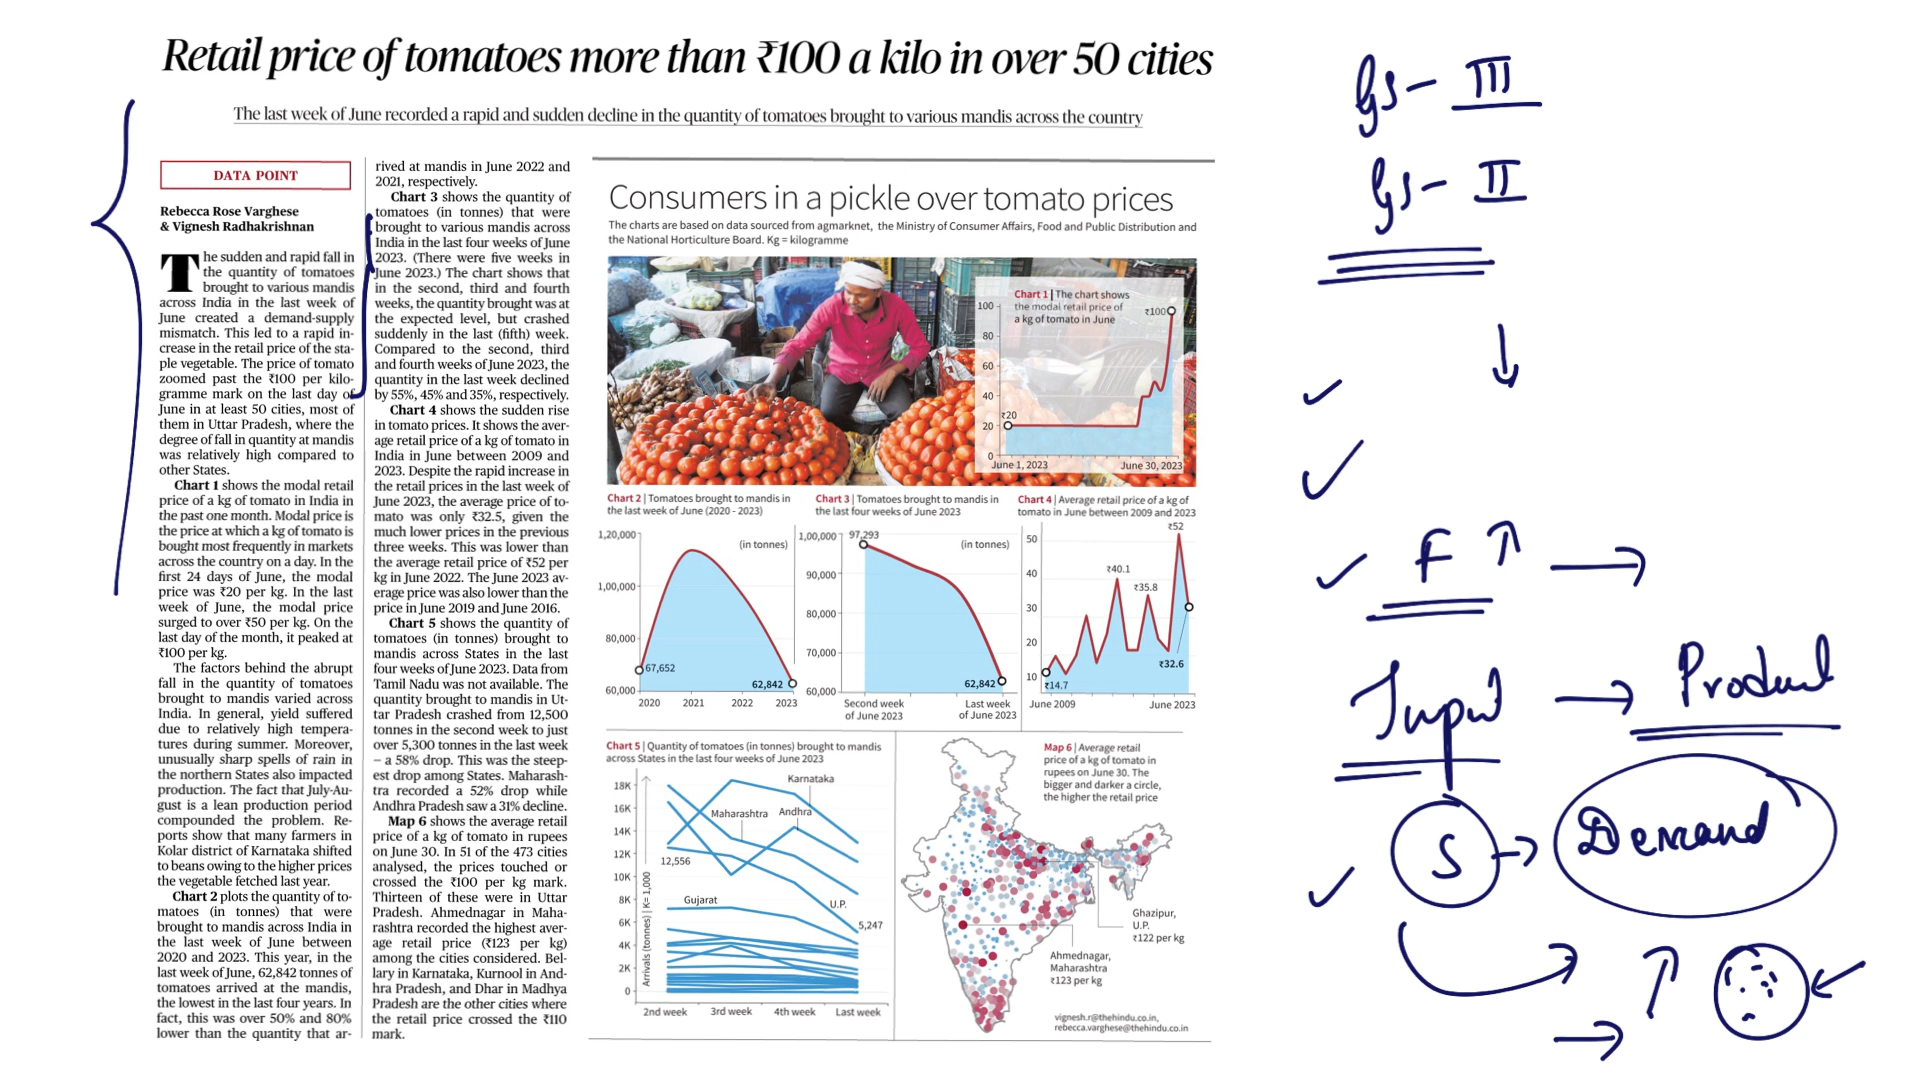 Retail price of tomatoes more than ₹100 a kilo in over 50 cities
The last week of June recorded a rapid and sudden decline in the quantity of tomatoes brought to various mandis across the country
DATA POINT
Rebecca Rose Varghese
& Vignesh Radhakrishnan
The sudden and rapid fall in
the quantity of tomatoes
brought to various mandis
across India in the last week of
June created a demand-supply
mismatch. This led to a rapid in-
crease in the retail price of the sta-
ple vegetable. The price of tomato
zoomed past the ₹100 per kilo-
gramme mark on the last day of
June in at least 50 cities, most of
them in Uttar Pradesh, where the
degree of fall in quantity at mandis
was relatively high compared to
other States.
Chart 1 shows the modal retail
price of a kg of tomato in India in
the past one month. Modal price is
the price at which a kg of tomato is
bought most frequently in markets
across the country on a day. In the
first 24 days of June, the modal
price was ₹20 per kg. In the last
week of June, the modal price
surged to over ₹50 per kg. On the
last day of the month, it peaked at
₹100 per kg.
The factors behind the abrupt
fall in the quantity of tomatoes
brought to mandis varied across
India. In general, yield suffered
due to relatively high tempera-
tures during summer. Moreover,
unusually sharp spells of rain in
the northern States also impacted
production. The fact that July-Au-
gust is a lean production period
compounded the problem. Re-
ports show that many farmers in
Kolar district of Karnataka shifted
to beans owing to the higher prices
the vegetable fetched last year.
Chart 2 plots the quantity of to-
matoes (in tonnes) that were
brought to mandis across India in
the last week of June between
2020 and 2023. This year, in the
last week of June, 62,842 tonnes of
tomatoes arrived at the mandis,
the lowest in the last four years. In
fact, this was over 50% and 80%
lower than the quantity that ar-
rived at mandis in June 2022 and
2021, respectively.
Chart 3 shows the quantity of
tomatoes (in tonnes) that were
brought to various mandis across
India in the last four weeks of June
2023. (There were five weeks in
June 2023.) The chart shows that
in the second, third and fourth
weeks, the quantity brought was at
the expected level, but crashed
suddenly in the last (fifth) week.
Compared to the second, third
and fourth weeks of June 2023, the
quantity in the last week declined
by 55%, 45% and 35%, respectively.
Chart 4 shows the sudden rise
in tomato prices. It shows the aver-
age retail price of a kg of tomato in
India in June between 2009 and
2023. Despite the rapid increase in
the retail prices in the last week of
June 2023, the average price of to-
mato was only ₹32.5, given the
much lower prices in the previous
three weeks. This was lower than
the average retail price of ₹52 per
kg in June 2022. The June 2023 av-
erage price was also lower than the
price in June 2019 and June 2016.
Chart 5 shows the quantity of
tomatoes (in tonnes) brought to
mandis across States in the last
four weeks of June 2023. Data from
Tamil Nadu was not available. The
quantity brought to mandis in Ut-
tar Pradesh crashed from 12,500
tonnes in the second week to just
over 5,300 tonnes in the last week
– a 58% drop. This was the steep-
est drop among States. Maharash-
tra recorded a 52% drop while
Andhra Pradesh saw a 31% decline.
Map 6 shows the average retail
price of a kg of tomato in rupees
on June 30. In 51 of the 473 cities
analysed, the prices touched or
crossed the ₹100 per kg mark.
Thirteen of these were in Uttar
Pradesh. Ahmednagar in Maha-
rashtra recorded the highest aver-
age retail price (₹123 per kg)
among the cities considered. Bel-
lary in Karnataka, Kurnool in And-
hra Pradesh, and Dhar in Madhya
Pradesh are the other cities where
the retail price crossed the ₹110
mark.
Consumers in a pickle over tomato prices
The charts are based on data sourced from agmarknet, the Ministry of Consumer Affairs, Food and Public Distribution and
the National Horticulture Board. Kg = kilogramme
Chart 1 | The chart shows
the modal retail price of
a kg of tomato in June
100
80
60
40
20
0
₹20
₹100
June 1, 2023
June 30, 2023
Chart 2 | Tomatoes brought to mandis in
the last week of June (2020 - 2023)
(in tonnes)
1,20,000
1,00,000
80,000
60,000
67,652
62,842
2020 2021 2022 2023
Chart 3 | Tomatoes brought to mandis in
the last four weeks of June 2023
(in tonnes)
1,00,000
90,000
80,000
70,000
60,000
97,293
62,842
Second week
of June 2023
Last week
of June 2023
Chart 4 | Average retail price of a kg of
tomato in June between 2009 and 2023
50
40
30
20
10
₹52
₹40.1
₹35.8
₹32.6
₹14.7
June 2009
June 2023
Chart 5 | Quantity of tomatoes (in tonnes) brought to mandis
across States in the last four weeks of June 2023
Arrivals (tonnes) | K= 1,000
18K
16K
14K
12K
10K
8K
6K
4K
2K
0
Karnataka
Maharashtra
Andhra
12,556
Gujarat
U.P.
5,247
2nd week 3rd week 4th week Last week
Map 6 | Average retail
price of a kg of tomato in
rupees on June 30. The
bigger and darker a circle,
the higher the retail price
Ghazipur,
U.P.
₹122 per kg
Ahmednagar,
Maharashtra
₹123 per kg
vignesh.r@thehindu.co.in,
rebecca.varghese@thehindu.co.in
GS- III
GS- II
F
Input
Product
S
Demand